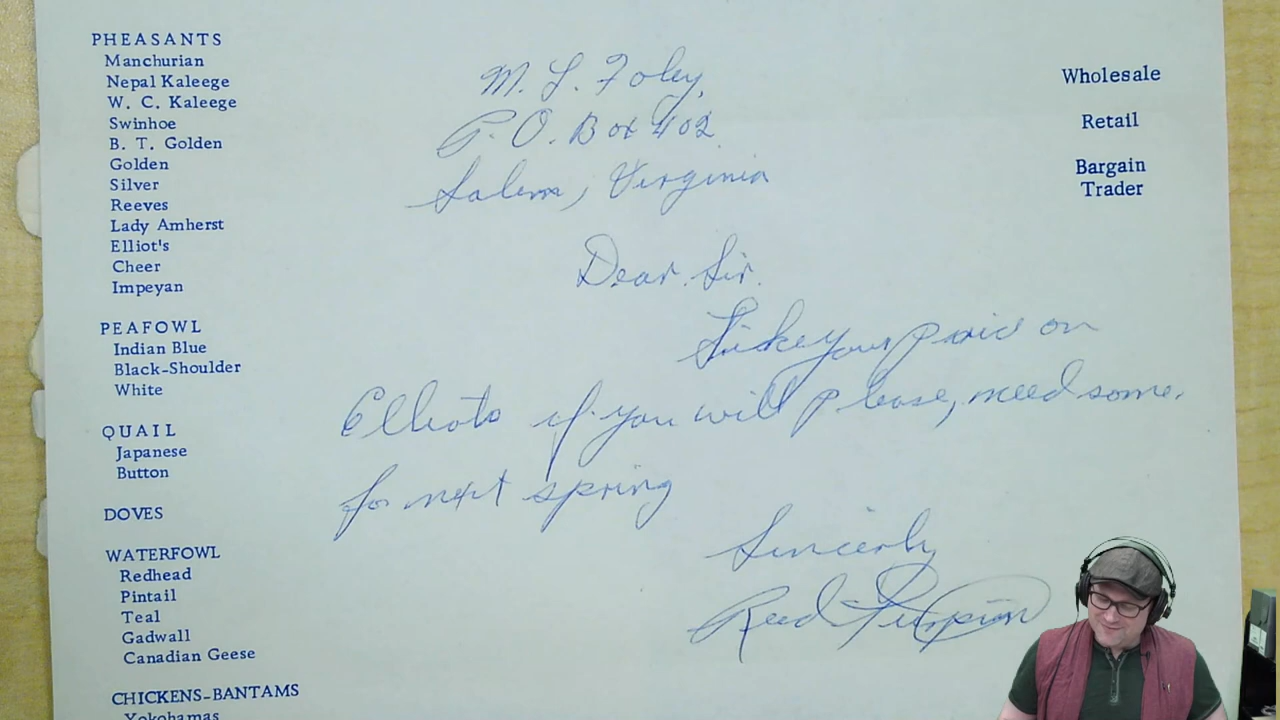 PHEASANTS
Manchurian
Nepal Kaleege
W. C. Kaleege
Swinhoe
B. T. Golden
Golden
Silver
Reeves
Lady Amherst
Elliot's
Cheer
Impeyan
PEAFOWL
Indian Blue
Black-Shoulder
White
QUAIL
Japanese
Button
DOVES
WATERFOWL
Redhead
Pintail
Teal
Gadwall
Canadian Geese
CHICKENS-BANTAMS
Yokohamas
M. L. Foley,
P. O. Box 402
Salem, Virginia
Dear Sir.
your on
Elliots if you will please, need some.
for next spring
Sincerly
Reed
Wholesale
Retail
Bargain
Trader